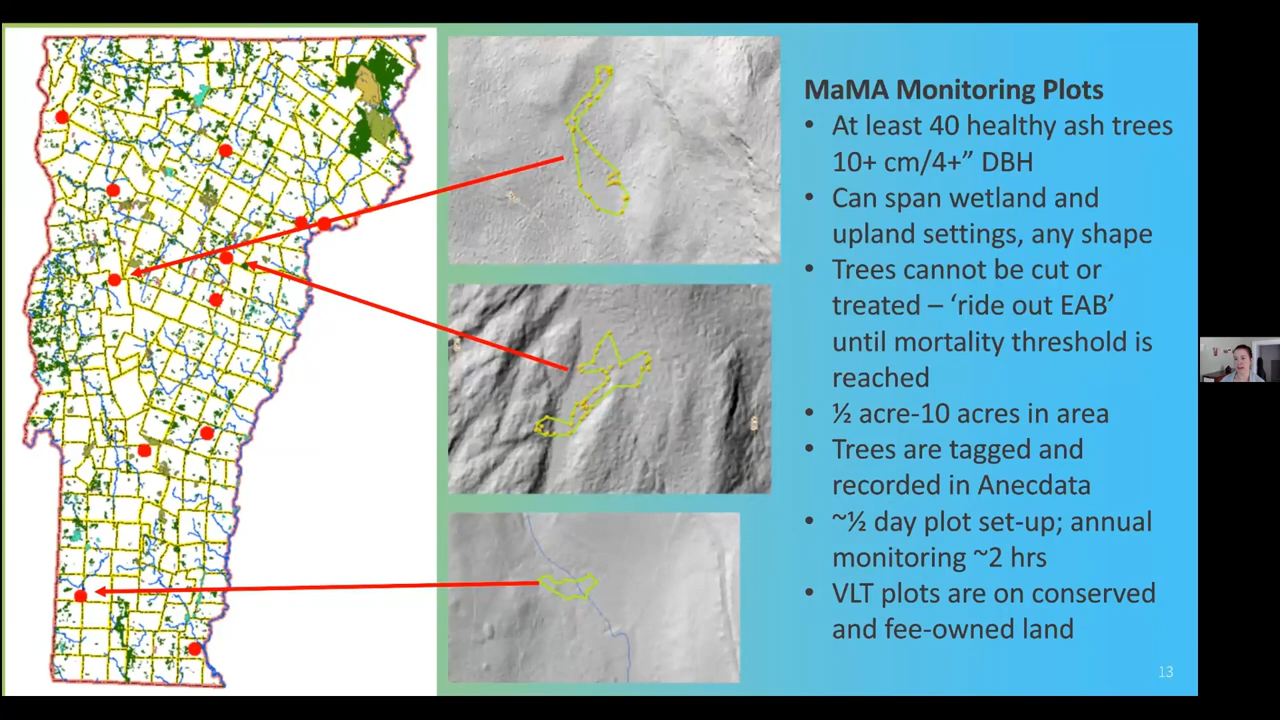 MaMA Monitoring Plots
• At least 40 healthy ash trees
10+ cm/4+” DBH
• Can span wetland and
upland settings, any shape
• Trees cannot be cut or
treated – ‘ride out EAB’
until mortality threshold is
reached
• ½ acre-10 acres in area
• Trees are tagged and
recorded in Anecdata
• ~½ day plot set-up; annual
monitoring ~2 hrs
• VLT plots are on conserved
and fee-owned land
13